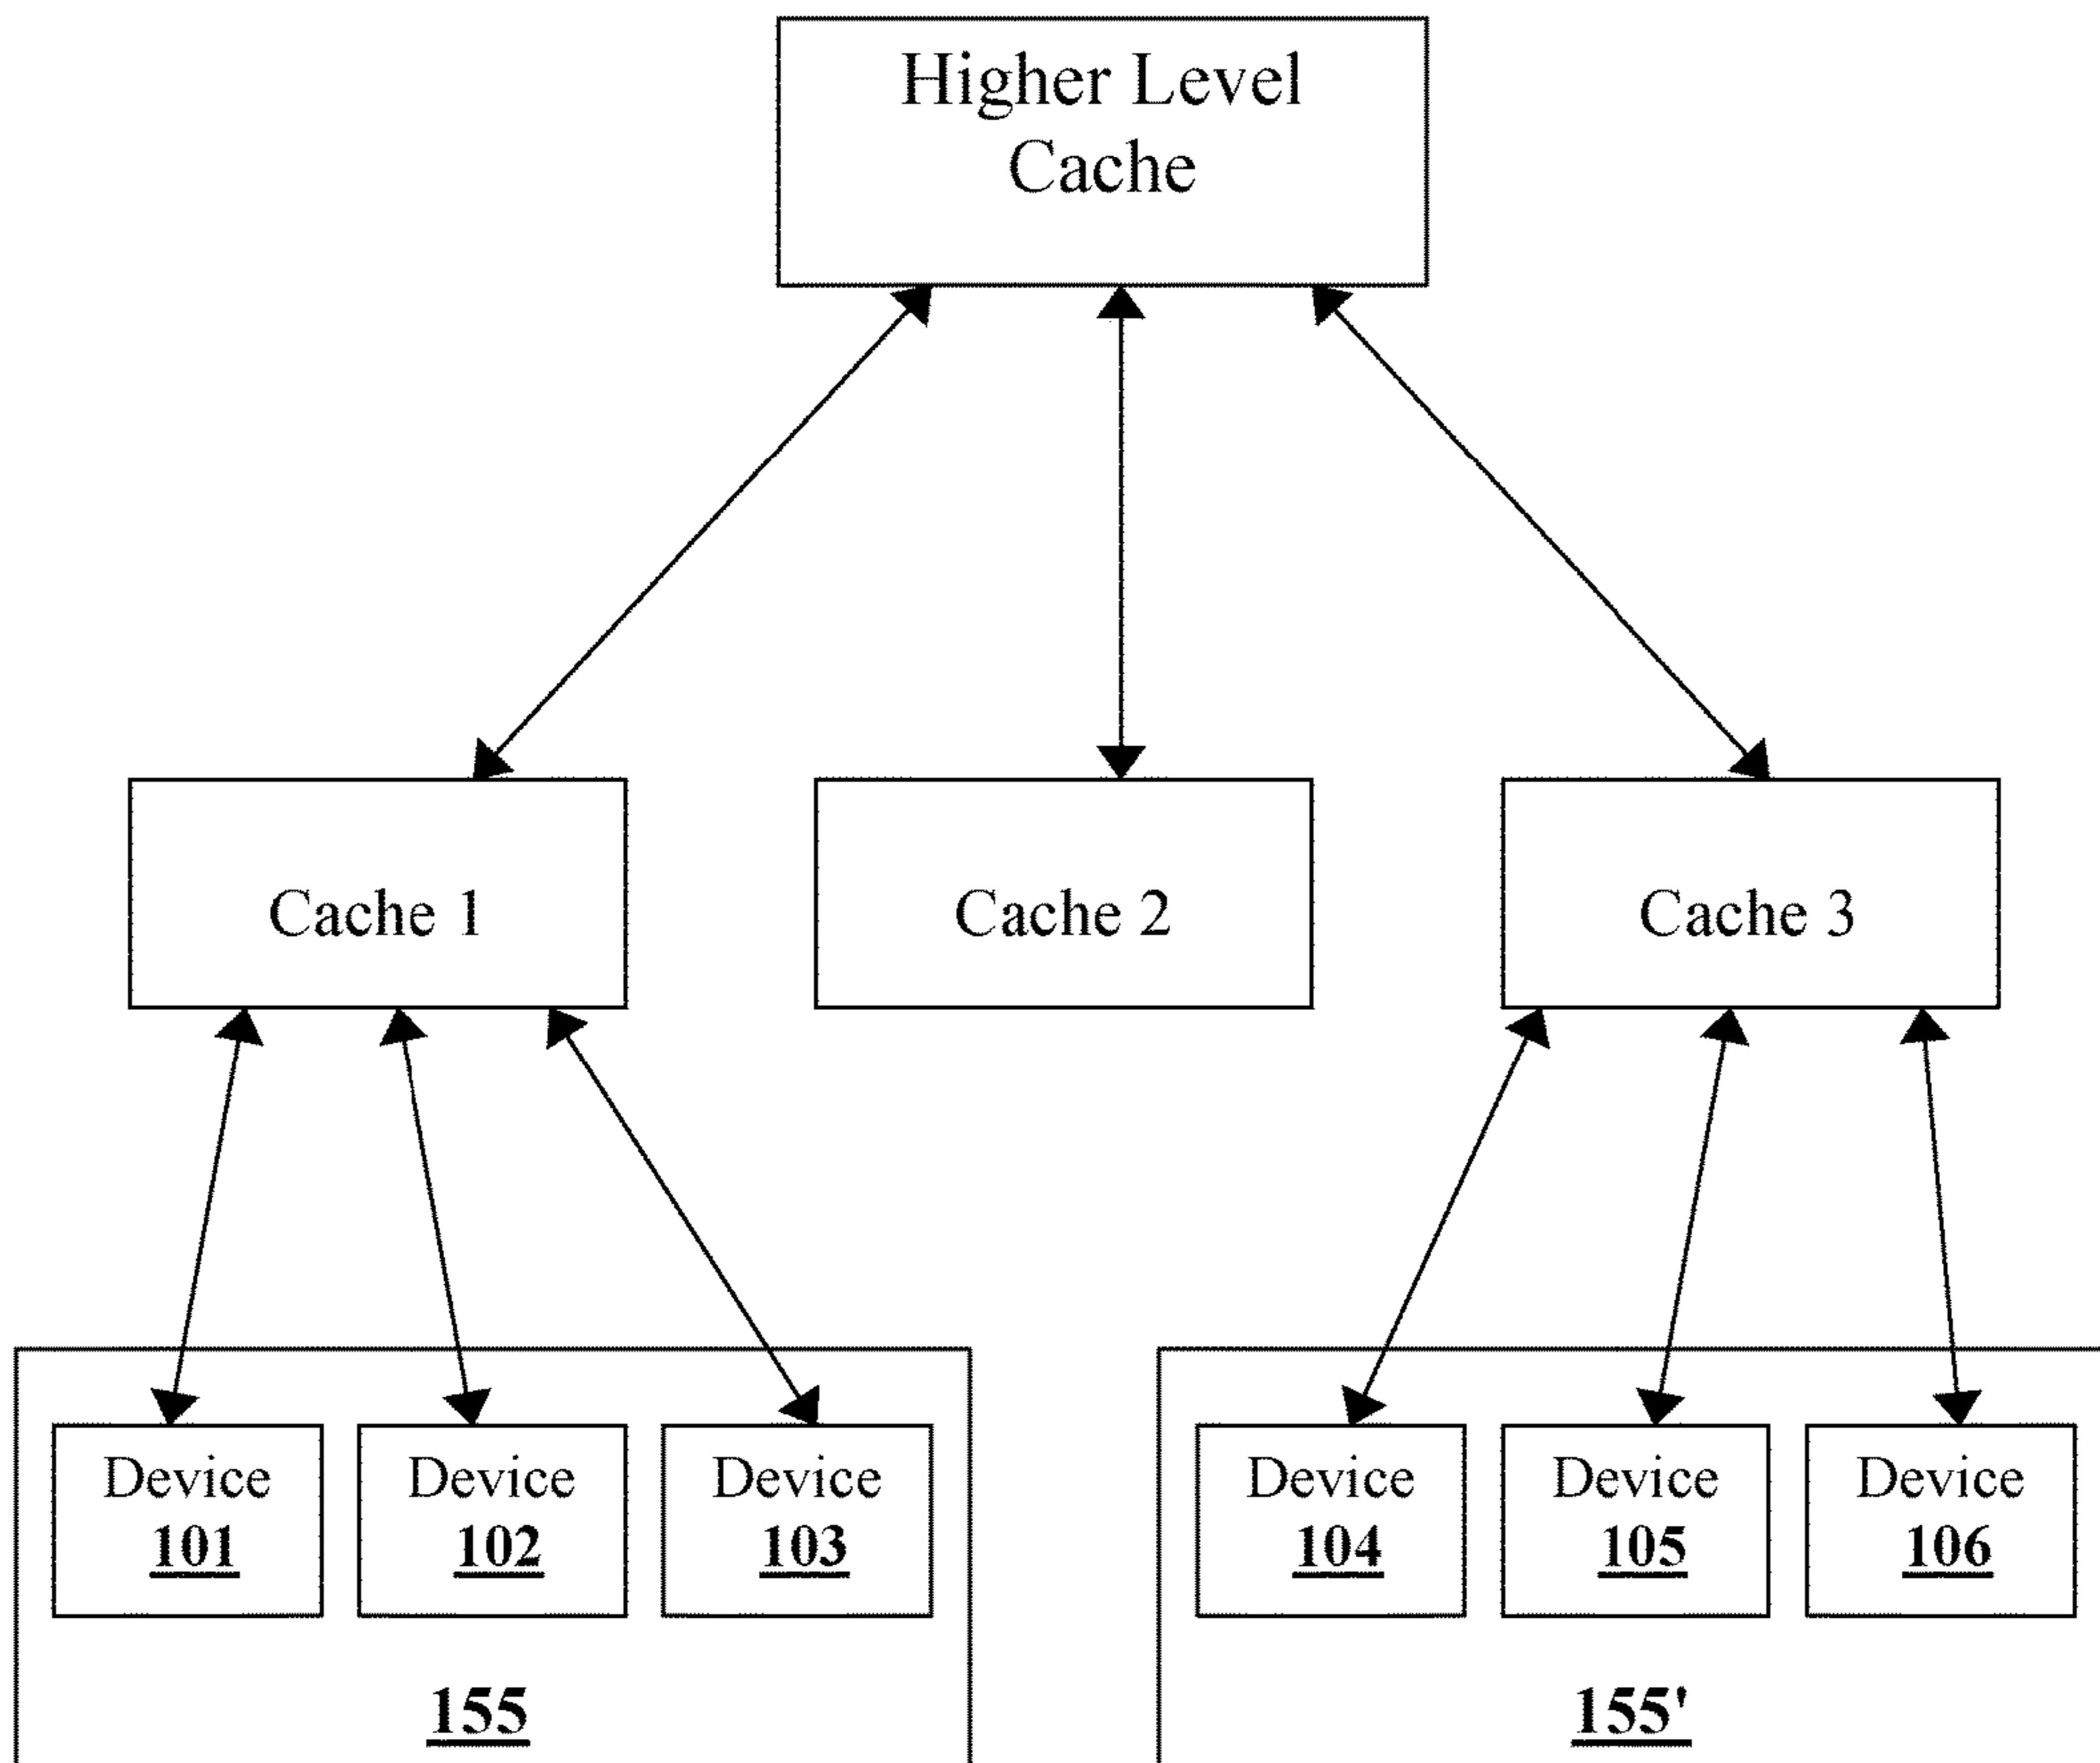 Higher Level
Cache
Cache 1
Cache 2
Cache 3
Device
101
Device
102
Device
103
Device
104
Device
105
Device
106
155
155'